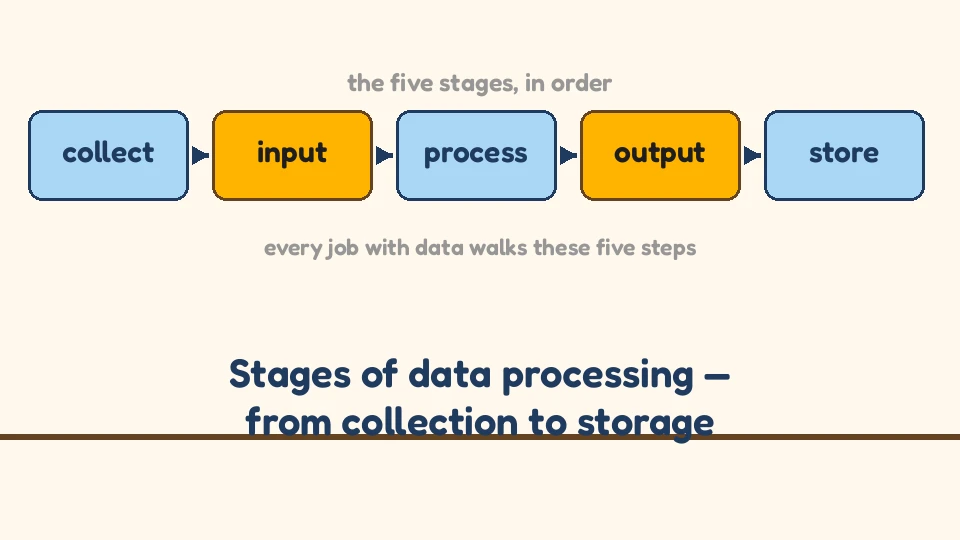 the five stages, in order
collect
input
process
output
store
every job with data walks these five steps
Stages of data processing —
from collection to storage